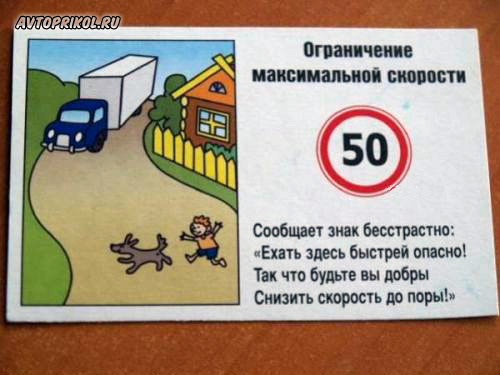 AVTOPRIKOL.RU
Ограничение
максимальной скорости
50
Сообщает знак бесстрастно:
«Ехать здесь быстрей опасно!
Так что будьте вы добры
Снизить скорость до поры!»